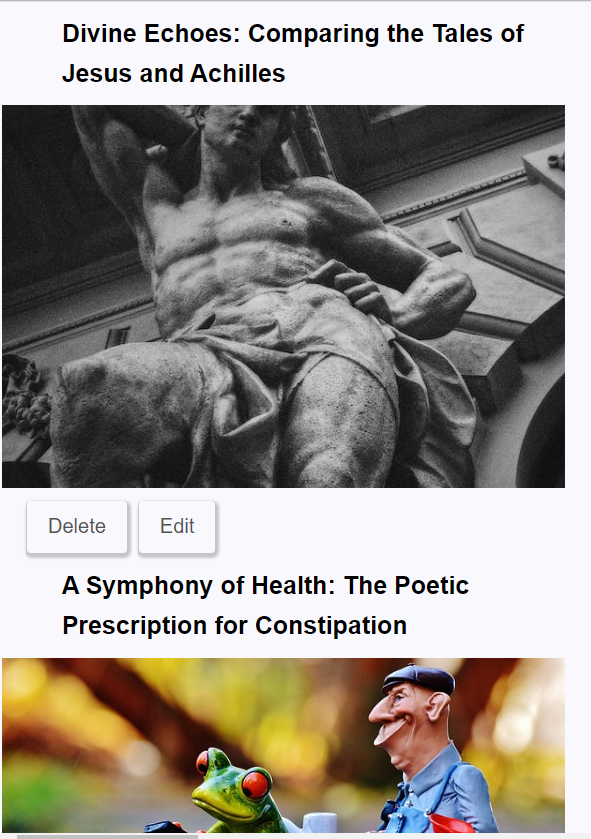 Divine Echoes: Comparing the Tales of
Jesus and Achilles
Delete Edit
A Symphony of Health: The Poetic
Prescription for Constipation